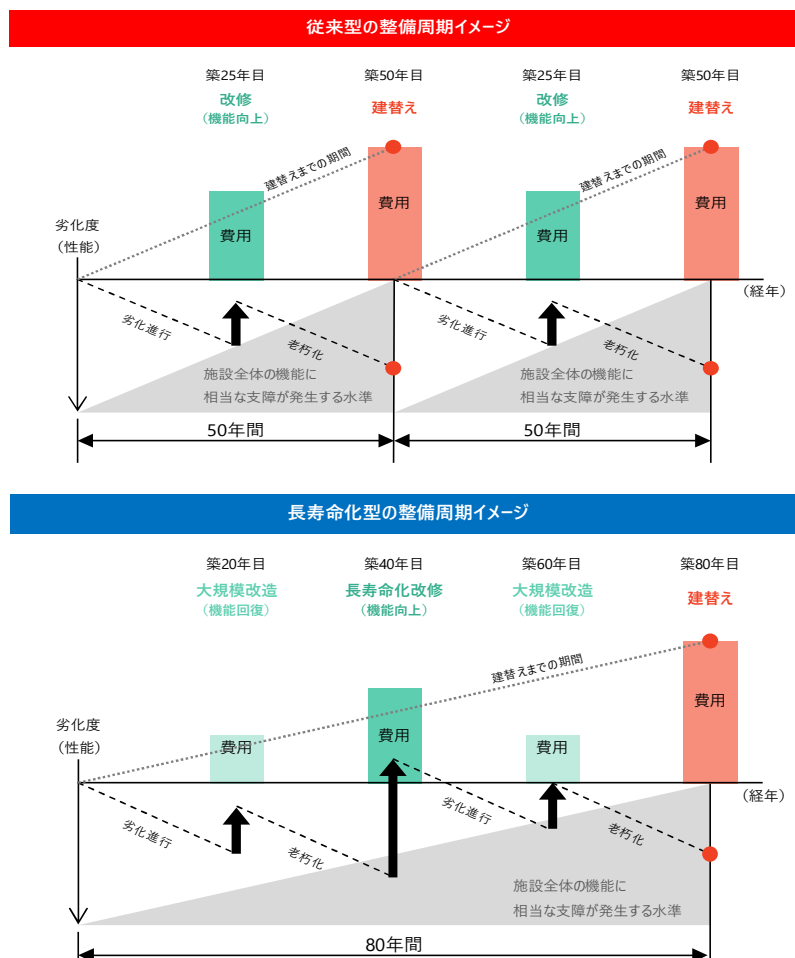 従来型の整備周期イメージ
築25年目
築50年目
築25年目
築50年目
改修
(機能向上)
建替え
改修
(機能向上)
建替え
建替えまでの期間
建替えまでの期間
費用
費用
費用
費用
劣化度
(性能)
(経年)
劣化進行
老朽化
劣化進行
老朽化
施設全体の機能に
相当な支障が発生する水準
施設全体の機能に
相当な支障が発生する水準
50年間
50年間
長寿命化型の整備周期イメージ
築20年目
築40年目
築60年目
築80年目
大規模改造
(機能回復)
長寿命化改修
(機能向上)
大規模改造
(機能回復)
建替え
建替えまでの期間
費用
費用
費用
費用
劣化度
(性能)
(経年)
劣化進行
老朽化
劣化進行
老朽化
施設全体の機能に
相当な支障が発生する水準
80年間